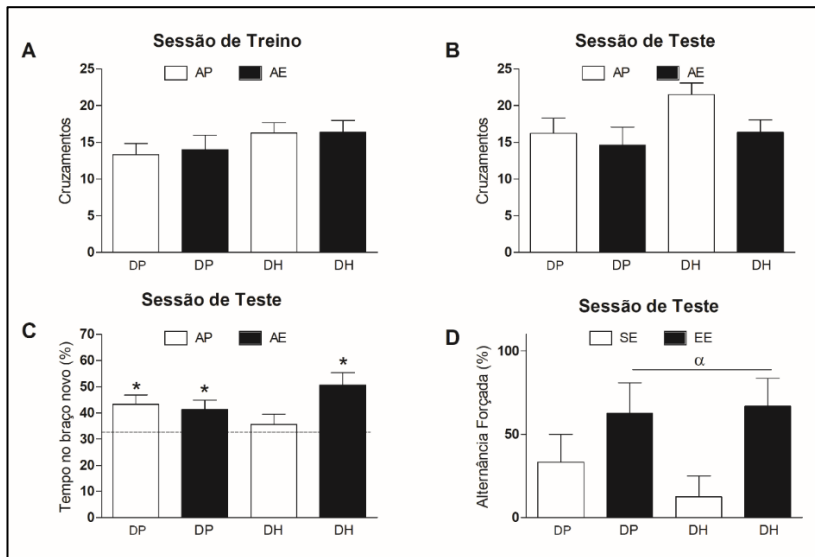 A
Sessão de Treino
AP AE
Cruzamentos
25
20
15
10
5
0
DP DP DH DH
B
Sessão de Teste
AP AE
Cruzamentos
25
20
15
10
5
0
DP DP DH DH
C
Sessão de Teste
AP AE
Tempo no braço novo (%)
70
60
50
40
30
20
10
0
* * *
DP DP DH DH
D
Sessão de Teste
SE EE
Alternância Forçada (%)
100
50
0
α
DP DP DH DH